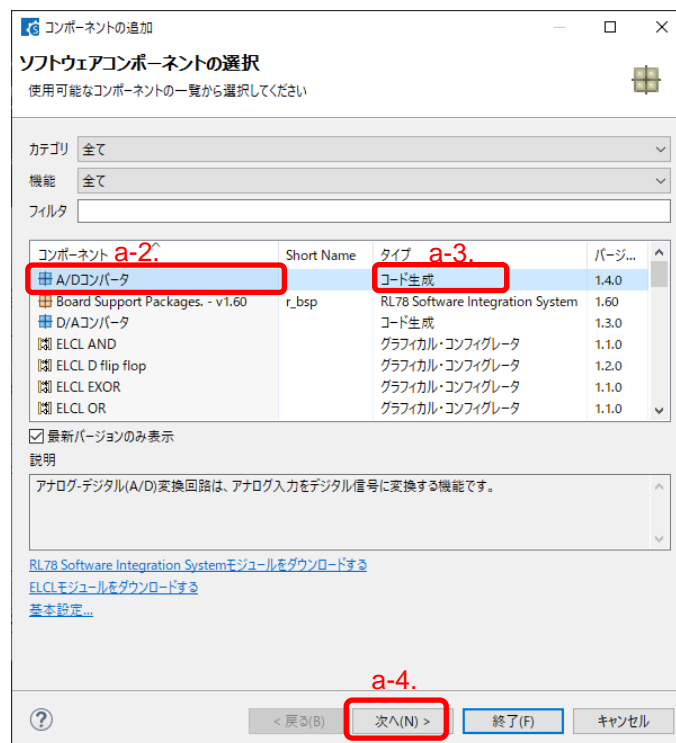 コンポーネントの追加
ソフトウェアコンポーネントの選択
使用可能なコンポーネントの一覧から選択してください
カテゴリ 全て
機能 全て
フィルタ
コンポーネント a-2. Short Name タイプ a-3. バージ...
A/Dコンバータ コード生成 1.4.0
Board Support Packages. - v1.60 r_bsp RL78 Software Integration System 1.60
D/Aコンバータ コード生成 1.3.0
ELCL AND グラフィカル・コンフィグレータ 1.1.0
ELCL D flip flop グラフィカル・コンフィグレータ 1.2.0
ELCL EXOR グラフィカル・コンフィグレータ 1.1.0
ELCL OR グラフィカル・コンフィグレータ 1.1.0
最新バージョンのみ表示
説明
アナログ-デジタル(A/D)変換回路は、アナログ入力をデジタル信号に変換する機能です。
RL78 Software Integration Systemモジュールをダウンロードする
ELCLモジュールをダウンロードする
基本設定...
a-4.
< 戻る(B) 次へ(N) > 終了(F) キャンセル